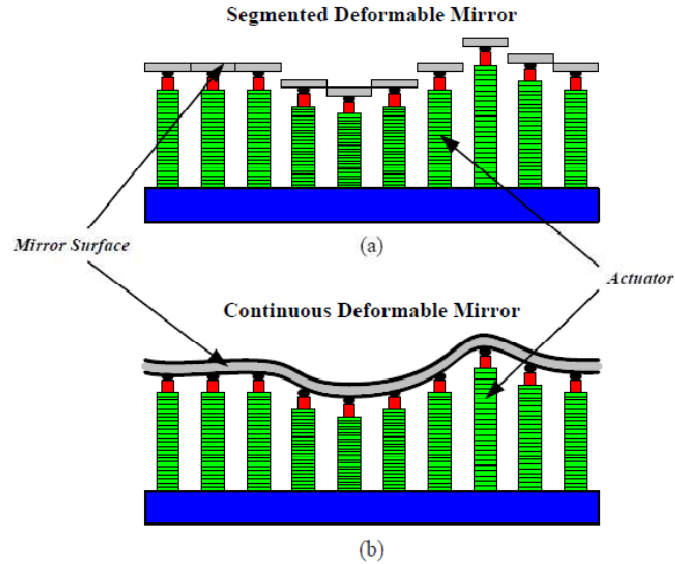 Segmented Deformable Mirror
(a)
Mirror Surface
Actuator
Continuous Deformable Mirror
(b)